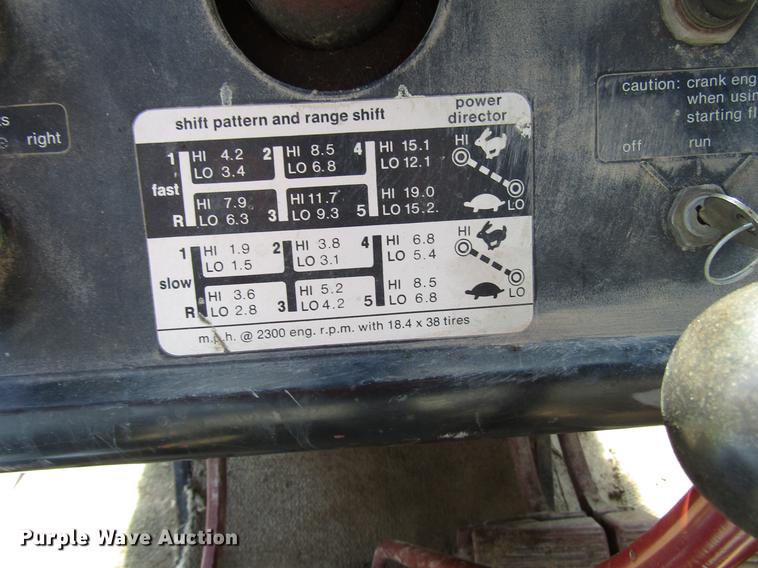 right
shift pattern and range shift
power
director
1 HI 4.2 2 HI 8.5 4 HI 15.1
LO 3.4 LO 6.8 LO 12.1
HI
fast
HI 7.9 HI 11.7 HI 19.0
R LO 6.3 3 LO 9.3 5 LO 15.2
LO
1 HI 1.9 2 HI 3.8 4 HI 6.8
LO 1.5 LO 3.1 LO 5.4
HI
slow
HI 3.6 HI 5.2 HI 8.5
R LO 2.8 3 LO 4.2 5 LO 6.8
LO
m.p.h. @ 2300 eng. r.p.m. with 18.4 x 38 tires
caution: crank eng
when usin
starting fl
off run
Purple Wave Auction